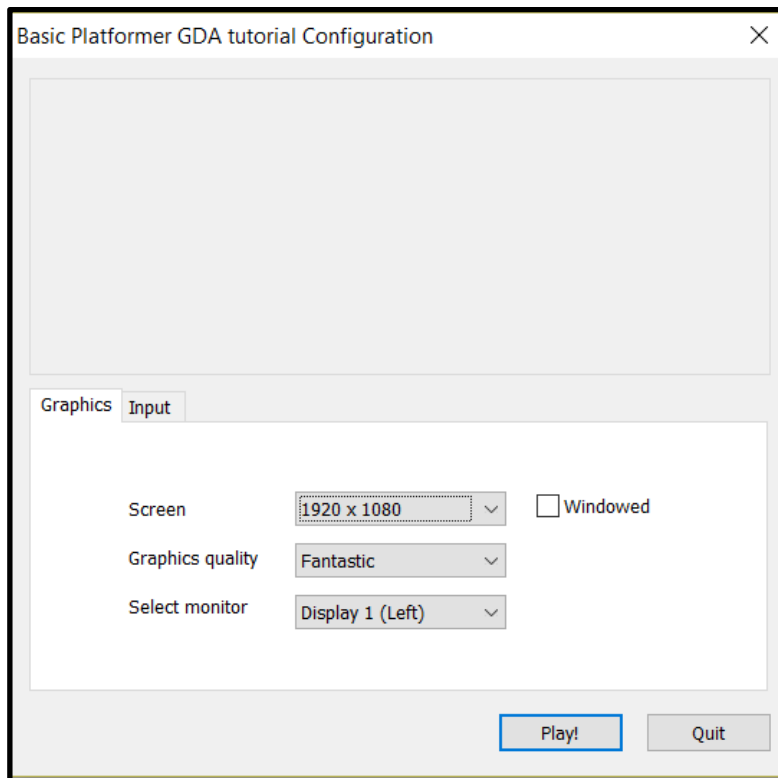 Basic Platformer GDA tutorial Configuration
Graphics Input
Screen 1920 x 1080 Windowed
Graphics quality Fantastic
Select monitor Display 1 (Left)
Play! Quit